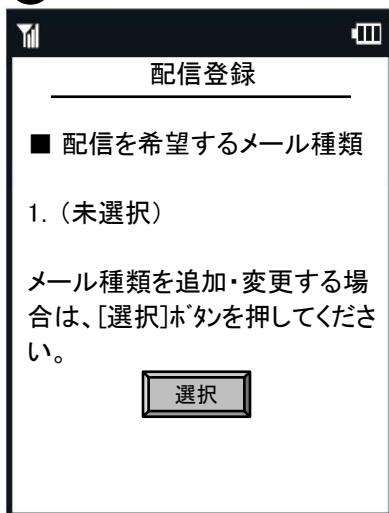 配信登録
■ 配信を希望するメール種類
1. (未選択)
メール種類を追加・変更する場
合は、[選択]ﾎﾞﾀﾝを押してくださ
い。
選択